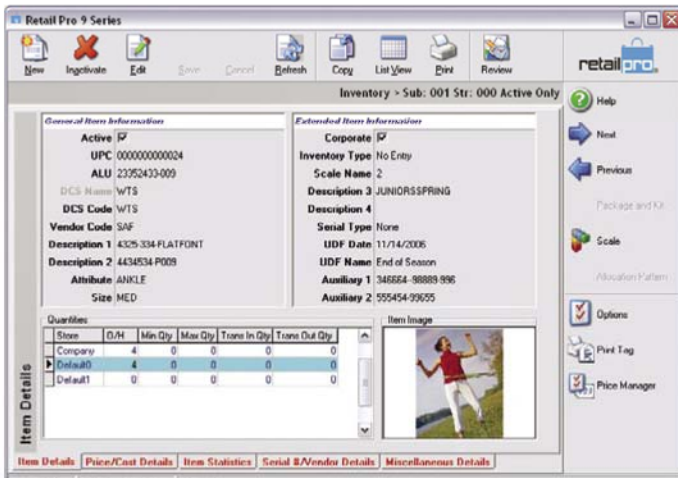 Retail Pro 9 Series
New Inactivate Edit Save Cancel Refresh Copy List View Print Review
retail pro.
Inventory > Sub: 001 Str: 000 Active Only
General Item Information
Active
UPC 0000000000024
ALU 23352433-009
DCS Name WTS
DCS Code WTS
Vendor Code SAF
Description 1 4325-334-FLATFONT
Description 2 4434534-P009
Attribute ANKLE
Size MED
Extended Item Information
Corporate
Inventory Type No Entry
Scale Name 2
Description 3 JUNIORSSPRING
Description 4
Serial Type None
UDF Date 11/14/2006
UDF Name End of Season
Auxiliary 1 346664-98889-996
Auxiliary 2 555454-99655
Quantities
Store O/H Min Qty Max Qty Trans In Qty Trans Out Qty
Company 4 0 0 0 0
Default0 4 0 0 0 0
Default1 0 0 0 0 0
Item Image
Item Details
Item Details Price/Cost Details Item Statistics Serial #/Vendor Details Miscellaneous Details
Help
Next
Previous
Package and Kit
Scale
Allocation Pattern
Options
Print Tag
Price Manager